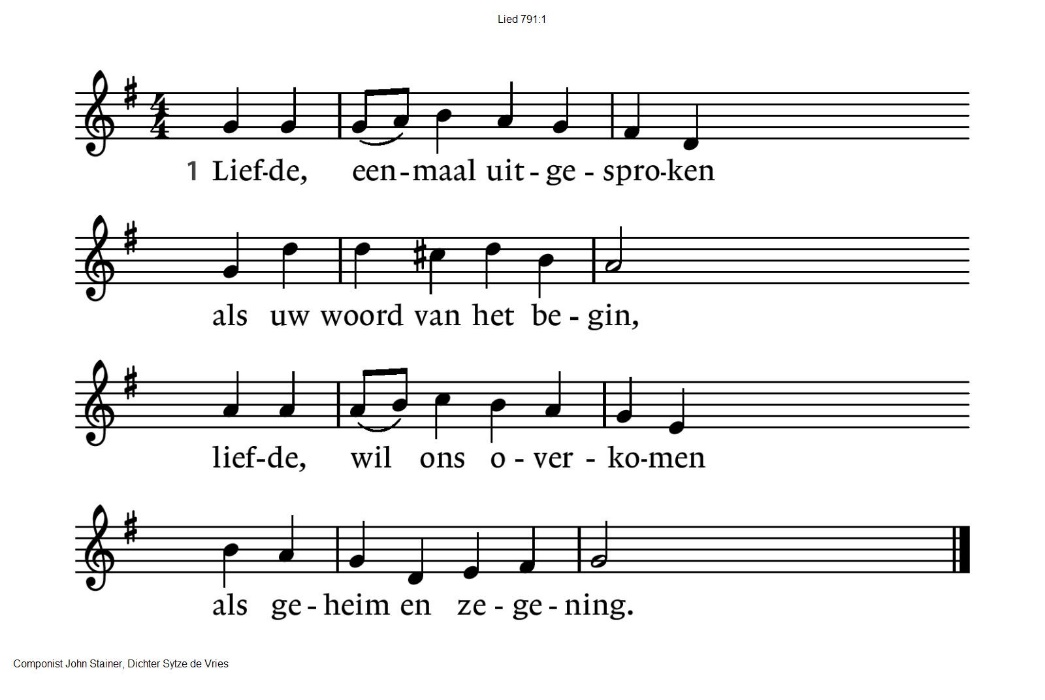 Lied 791:1
1 Lief-de, een-maal uit-ge-spro-ken
als uw woord van het be-gin,
lief-de, wil ons o-ver-ko-men
als ge-heim en ze-ge-ning.
Componist John Stainer, Dichter Sytze de Vries